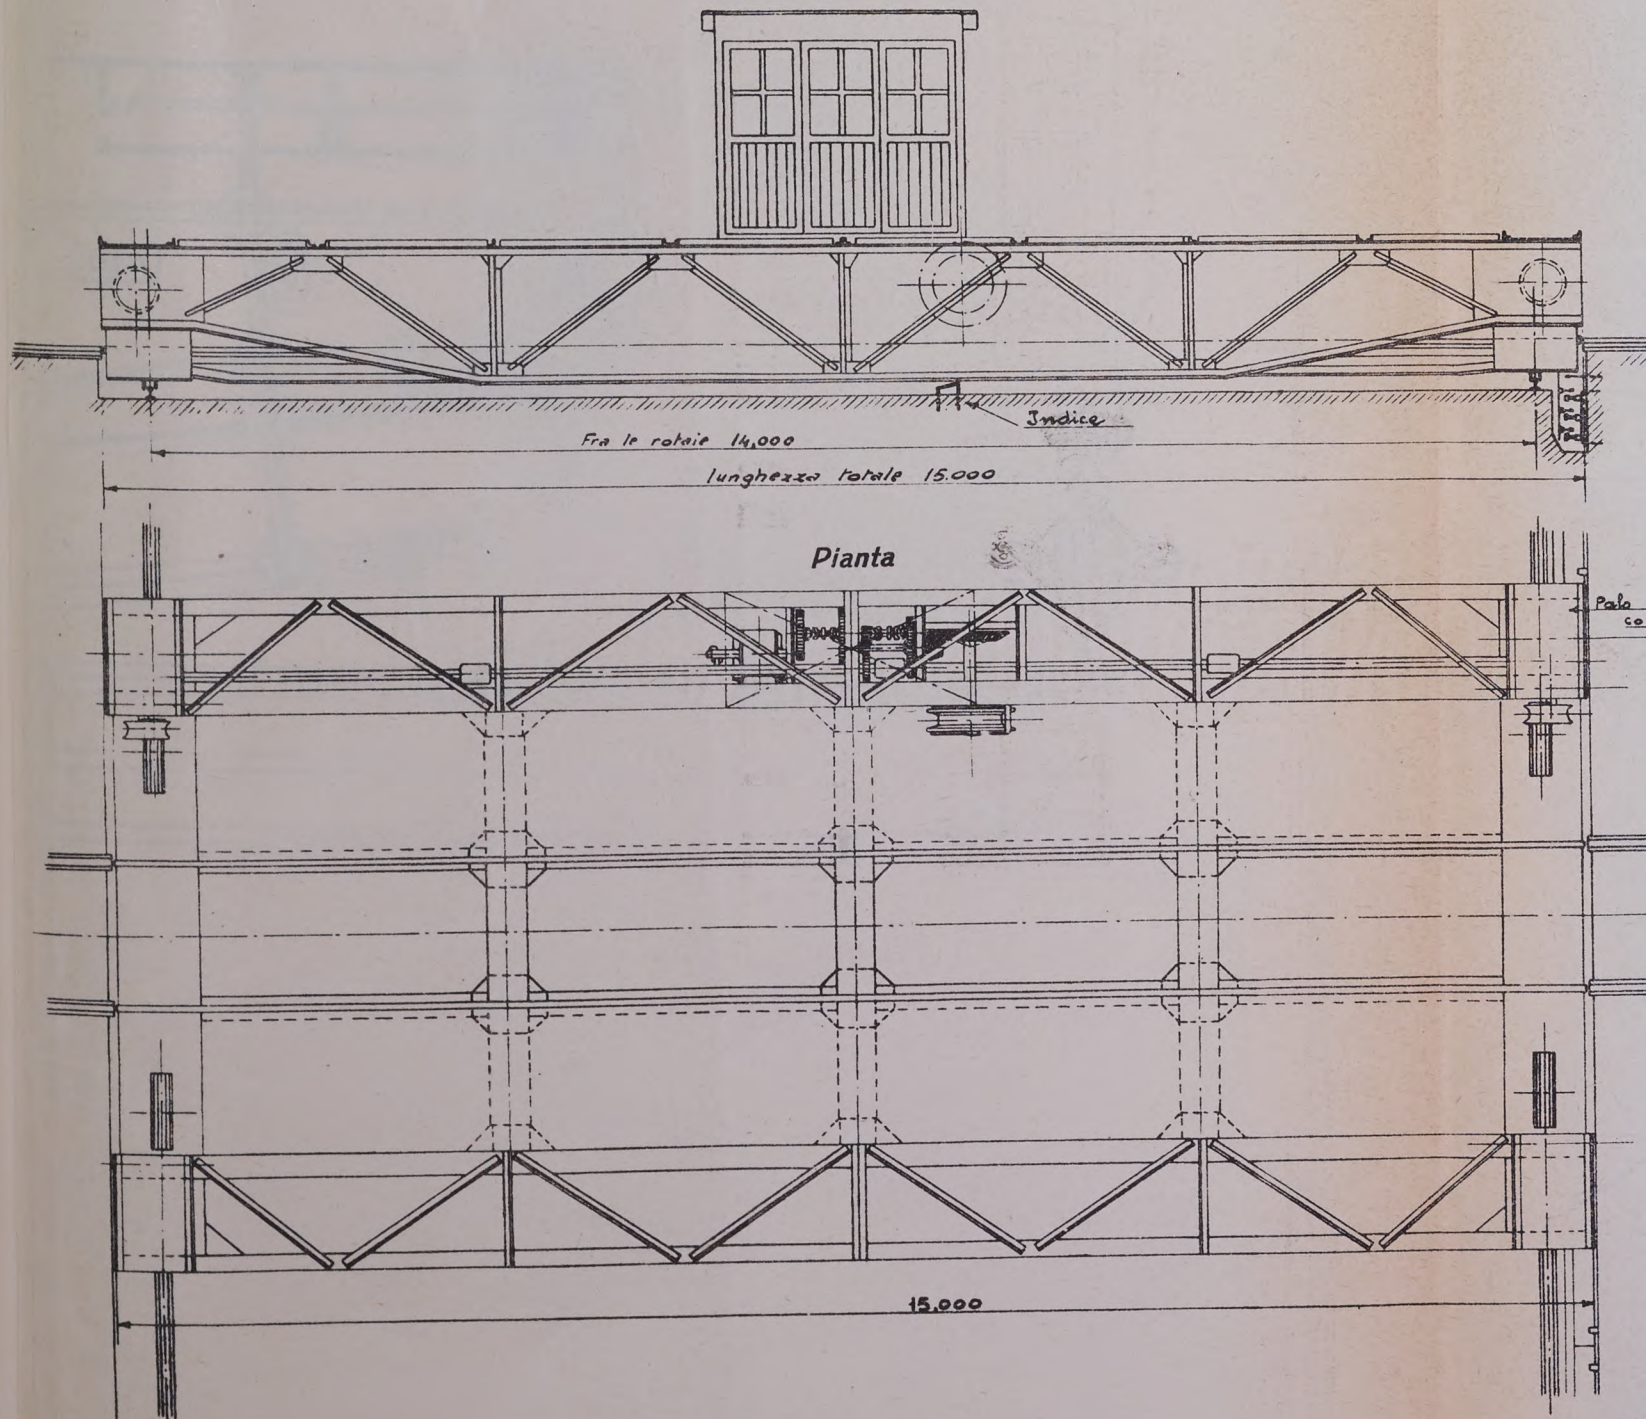 Indice
Fra le rotaie 14,000
lunghezza totale 15.000
Pianta
Palo
co
15,000